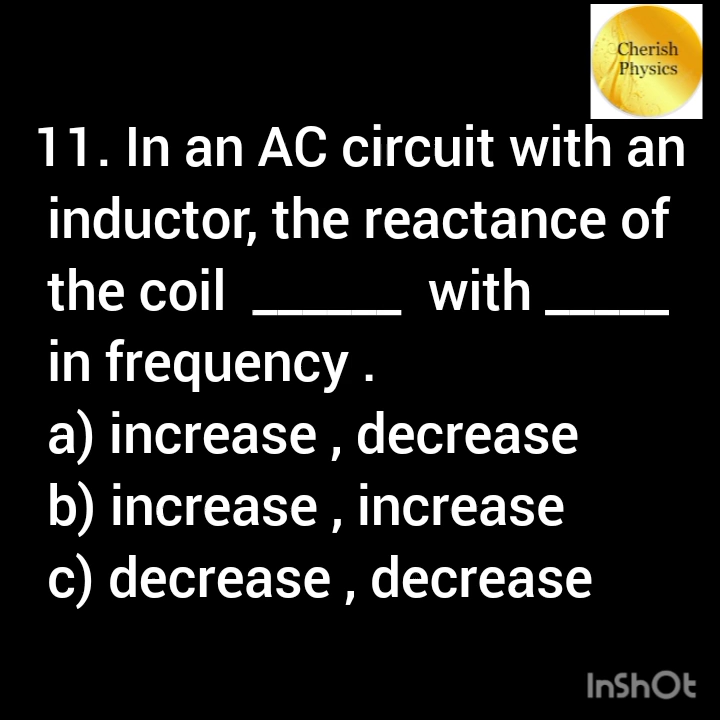 Cherish
Physics
11. In an AC circuit with an
inductor, the reactance of
the coil ______ with _____
in frequency .
a) increase , decrease
b) increase , increase
c) decrease , decrease
InShOt